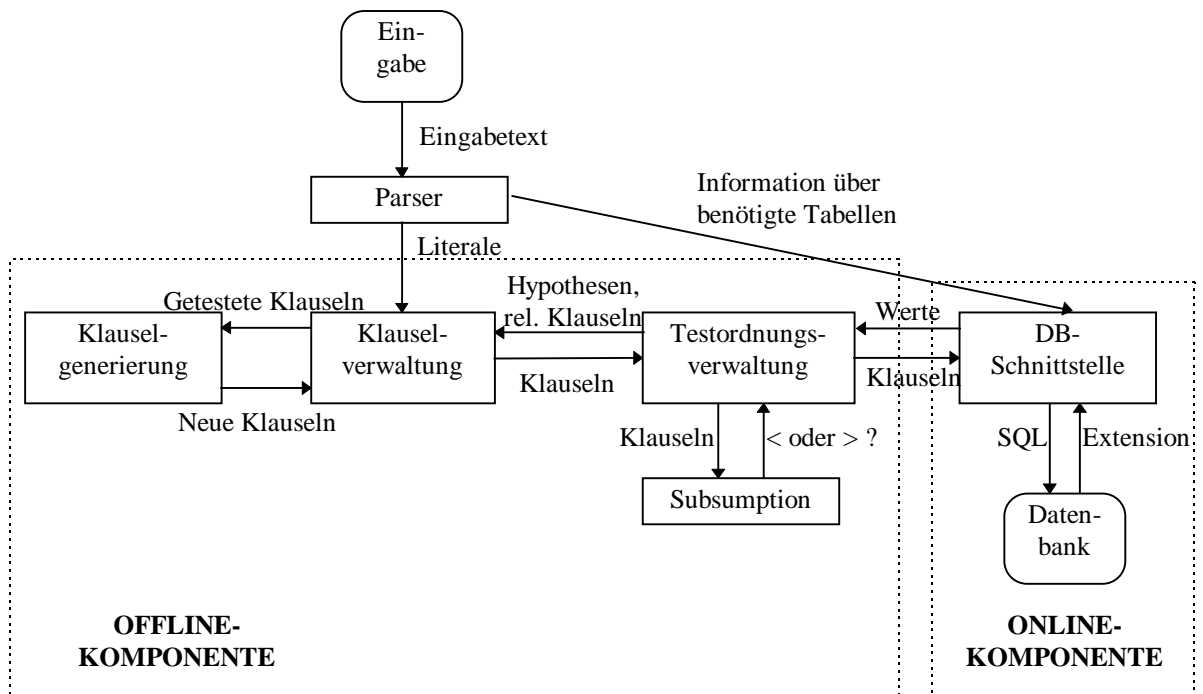 Ein-
gabe
Eingabetext
Parser
Information über
benötigte Tabellen
Literale
Getestete Klauseln
Hypothesen,
rel. Klauseln
Werte
Klausel-
generierung
Klausel-
verwaltung
Testordnungs-
verwaltung
DB-
Schnittstelle
Klauseln
Klauseln
Neue Klauseln
Klauseln
< oder > ?
SQL
Extension
Subsumption
Daten-
bank
OFFLINE-
KOMPONENTE
ONLINE-
KOMPONENTE